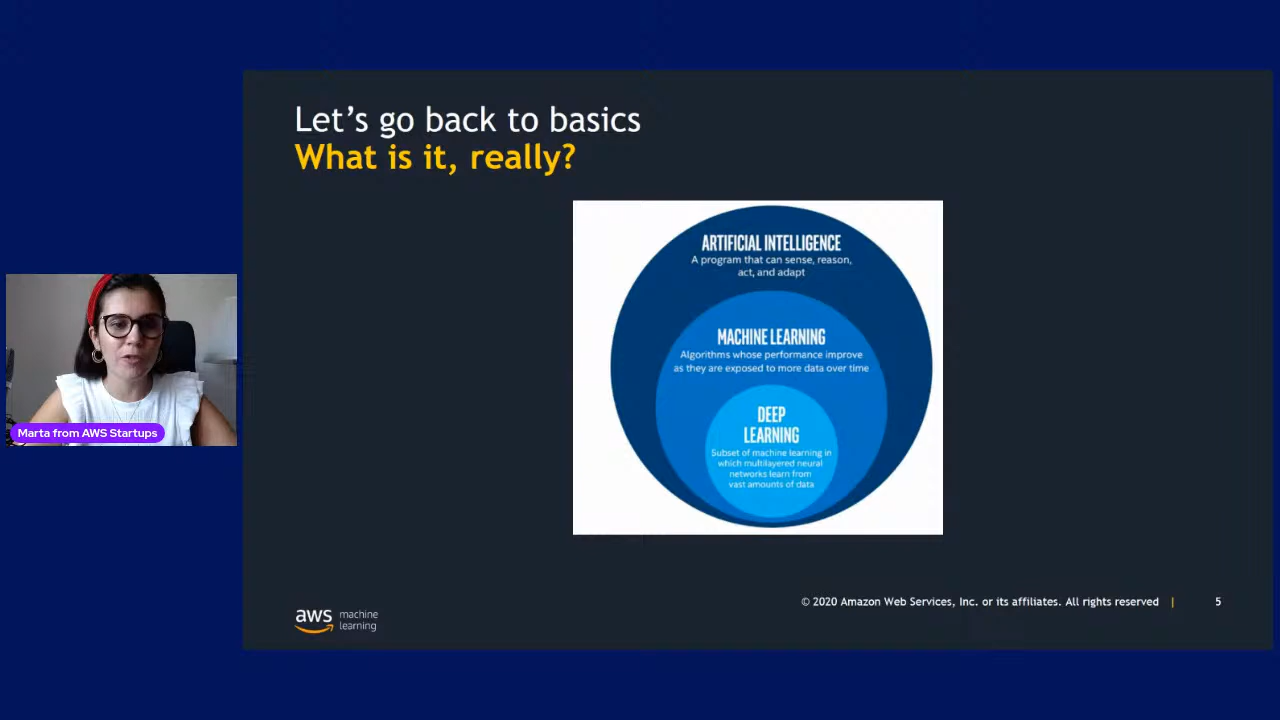 Let's go back to basics
What is it, really?
ARTIFICIAL INTELLIGENCE
A program that can sense, reason,
act, and adapt
MACHINE LEARNING
Algorithms whose performance improve
as they are exposed to more data over time
DEEP
LEARNING
Subset of machine learning in
which multilayered neural
networks learn from
vast amounts of data
Marta from AWS Startups
© 2020 Amazon Web Services, Inc. or its affiliates. All rights reserved |
5
aws
machine
learning